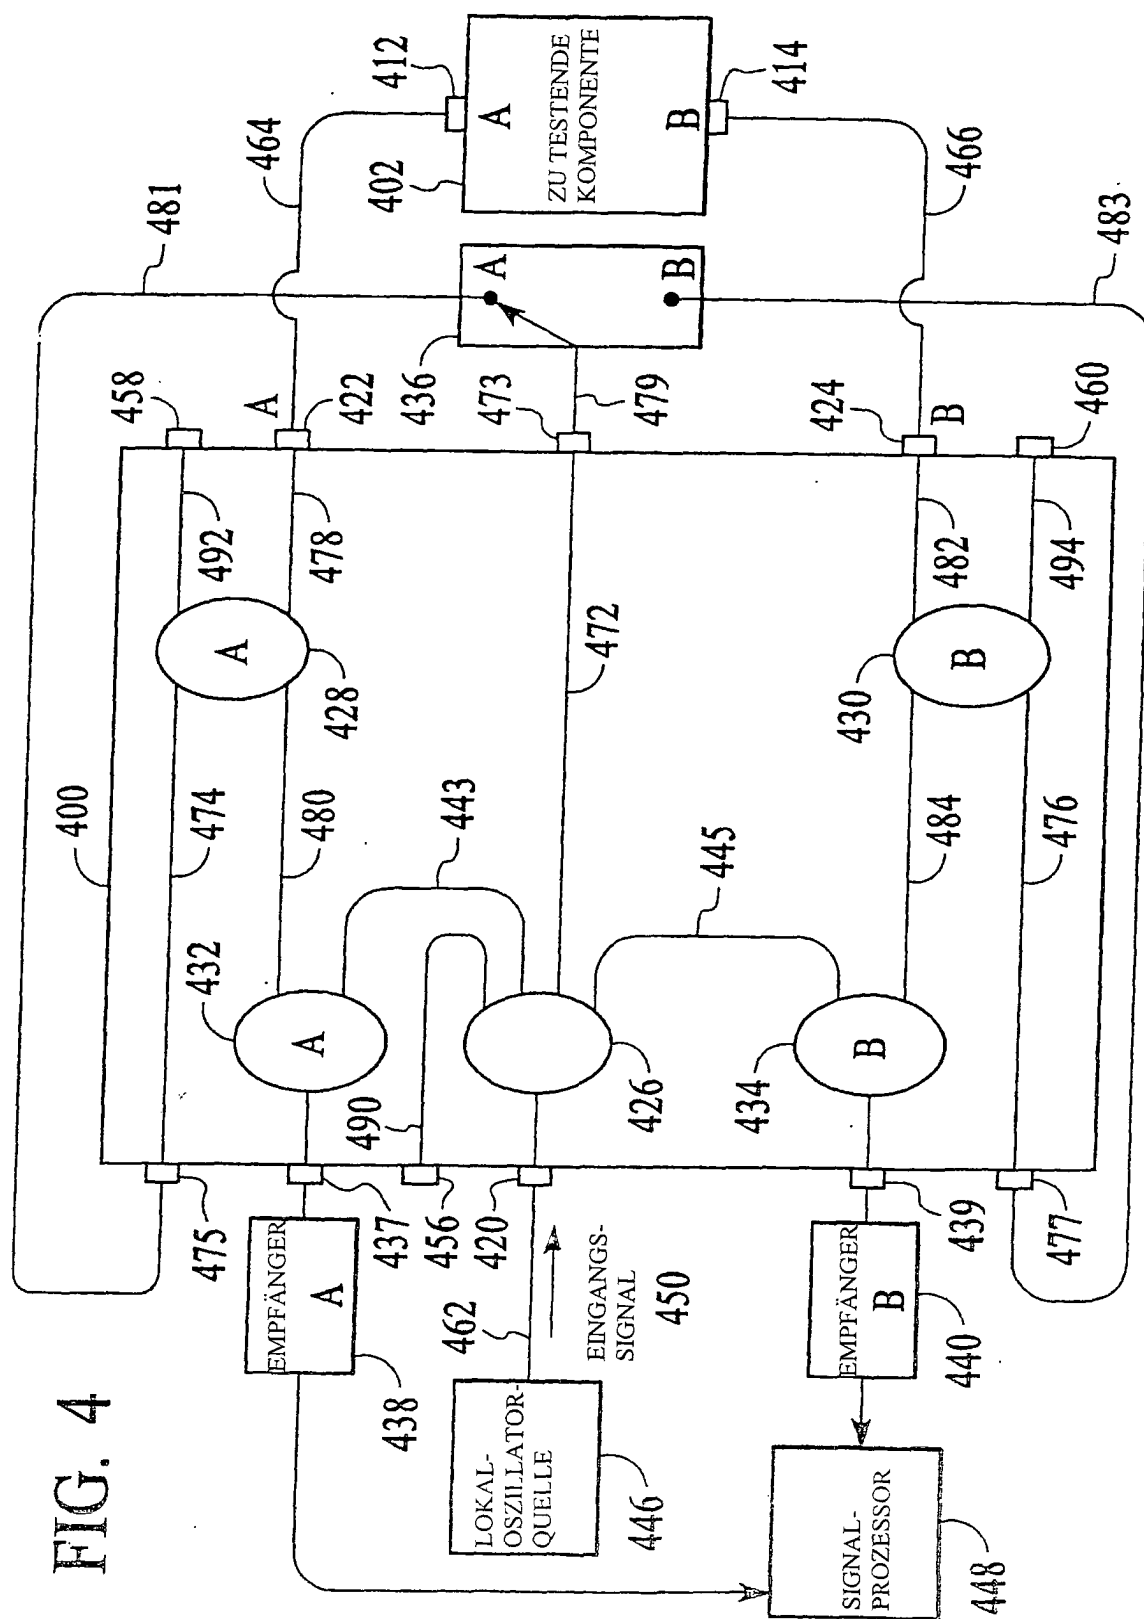 FIG. 4
400
475
458
481
474
492
432
A
428
A
480
478
A
422
464
412
402
A
ZU TESTENDE
KOMPONENTE
B
414
436
A
B
473
479
EMPFÄNGER
A
438
437
456
490
443
420
462
EINGANGS-
SIGNAL
450
LOKAL-
OSZILLATOR-
QUELLE
446
426
472
445
434
B
430
B
484
482
424
B
466
483
460
494
476
477
439
EMPFÄNGER
B
440
SIGNAL-
PROZESSOR
448